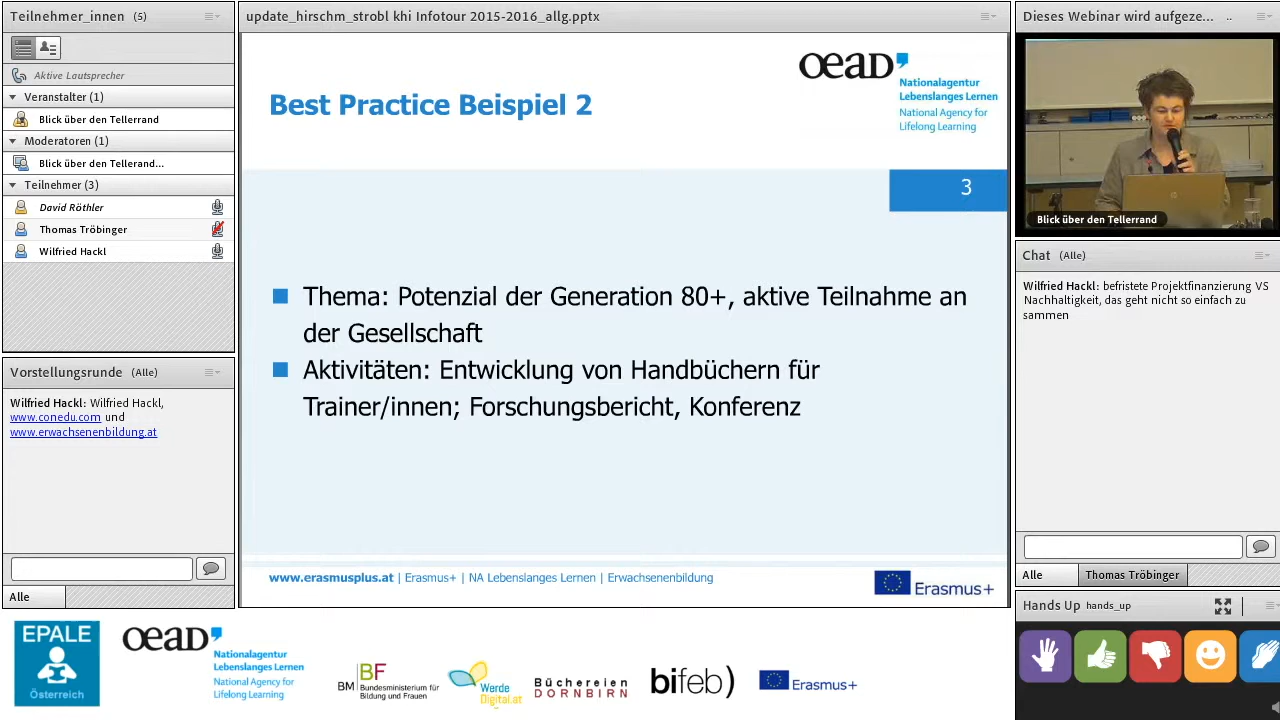 Teilnehmer_innen (5)
Aktive Lautsprecher
Veranstalter (1)
Blick über den Tellerrand
Moderatoren (1)
Blick über den Tellerand...
Teilnehmer (3)
David Röthler
Thomas Tröbinger
Wilfried Hackl
Vorstellungsrunde (Alle)
Wilfried Hackl: Wilfried Hackl,
www.conedu.com und
www.erwachsenenbildung.at
Alle
update_hirschm_strobl khi Infotour 2015-2016_allg.pptx
Best Practice Beispiel 2
OeAD
Nationalagentur
Lebenslanges Lernen
National Agency for
Lifelong Learning
3
Thema: Potenzial der Generation 80+, aktive Teilnahme an
der Gesellschaft
Aktivitäten: Entwicklung von Handbüchern für
Trainer/innen; Forschungsbericht, Konferenz
www.erasmusplus.at | Erasmus+ | NA Lebenslanges Lernen | Erwachsenenbildung
Erasmus+
Dieses Webinar wird aufgeze... ..
Blick über den Tellerrand
Chat (Alle)
Wilfried Hackl: befristete Projektfinanzierung VS
Nachhaltigkeit, das geht nicht so einfach zu
sammen
Alle
Thomas Tröbinger
Hands Up hands_up
EPALE
Österreich
OeAD
Nationalagentur
Lebenslanges Lernen
National Agency for
Lifelong Learning
BM BF
Bundesministerium für
Bildung und Frauen
Werde
Digital.at
Büchereien
DORNBIRN
bifeb)
Erasmus+